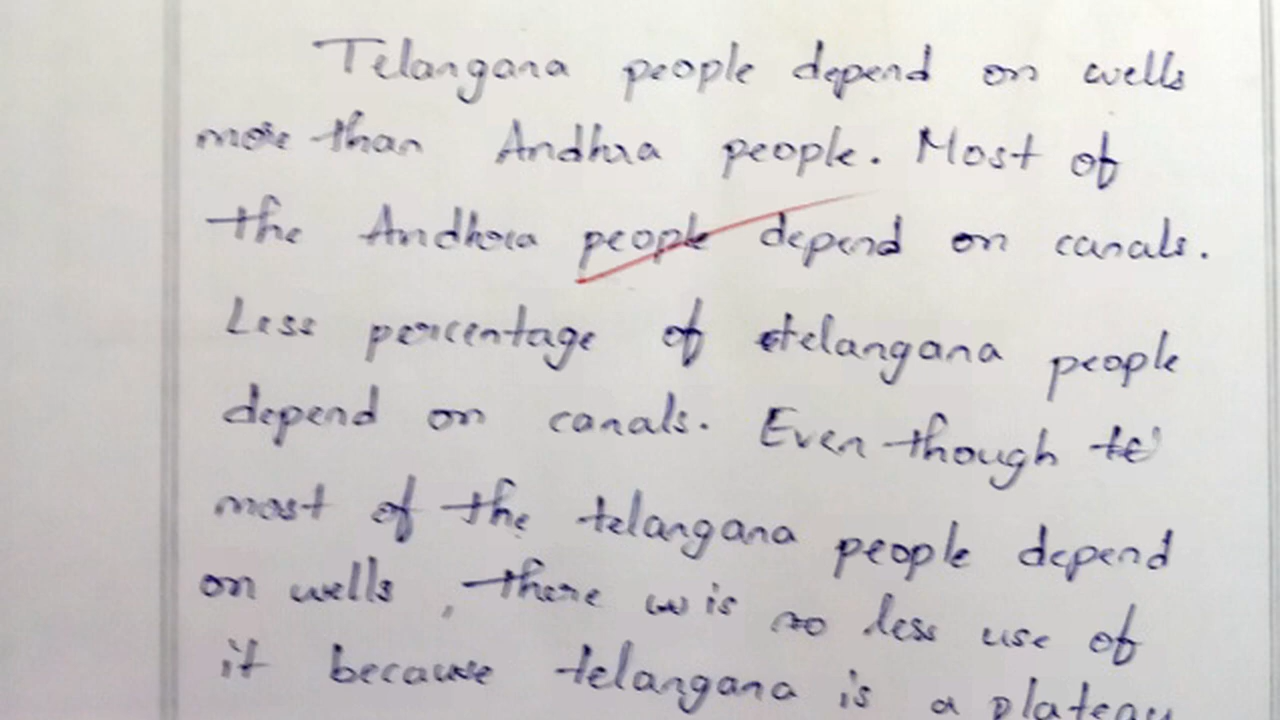 Telangana people depend on wells
more than Andhra people. Most of
the Andhra people depend on canals.
Less percentage of telangana people
depend on canals. Even though te
most of the telangana people depend
on wells, there w is no less use of
it because telangana is a plateau